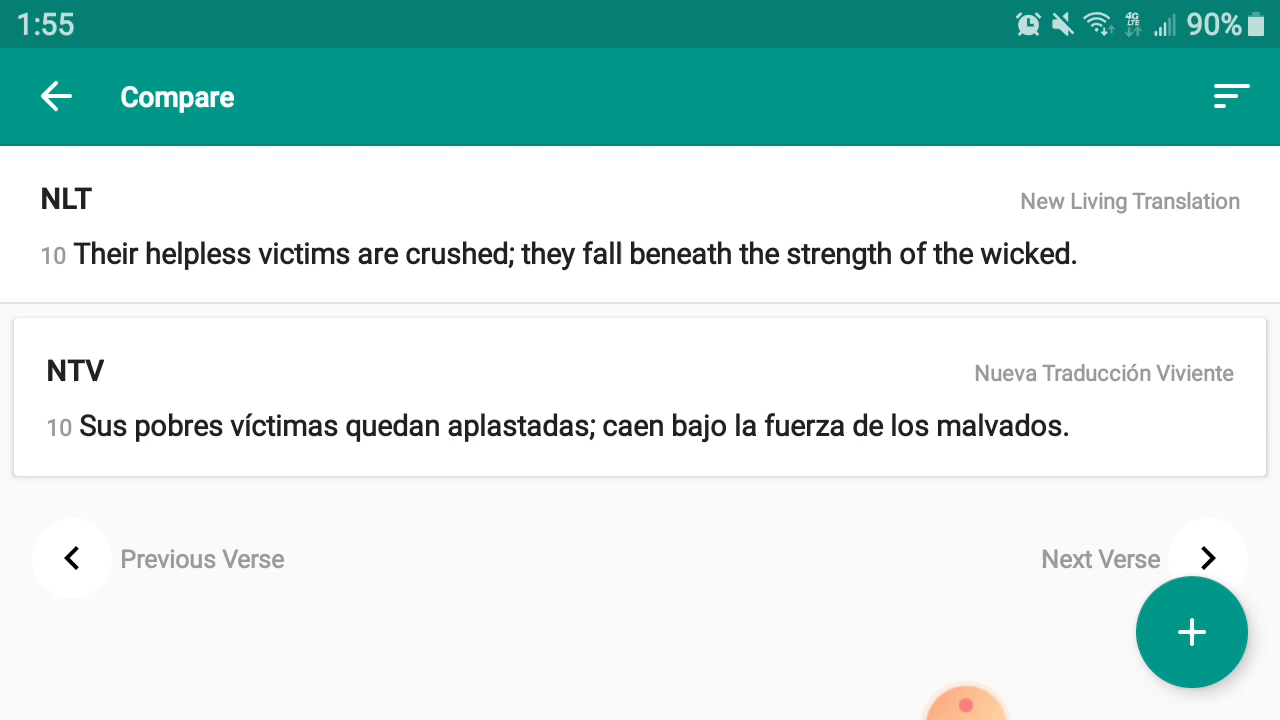 1:55
4G
LTE
90%
Compare
NLT
New Living Translation
10 Their helpless victims are crushed; they fall beneath the strength of the wicked.
NTV
Nueva Traducción Viviente
10 Sus pobres víctimas quedan aplastadas; caen bajo la fuerza de los malvados.
Previous Verse
Next Verse